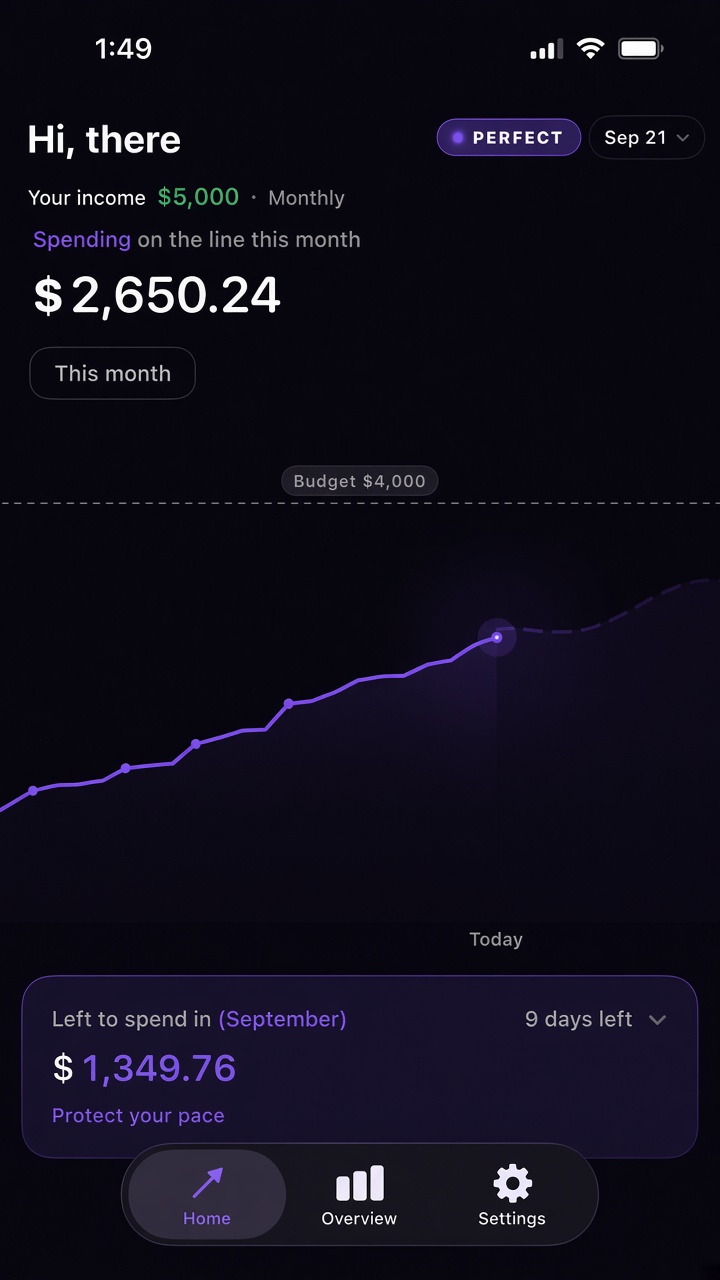 1:49
Hi, there
PERFECT
Sep 21
Your income $5,000 · Monthly
Spending on the line this month
$2,650.24
This month
Budget $4,000
Today
Left to spend in (September)
9 days left
$ 1,349.76
Protect your pace
Home
Overview
Settings